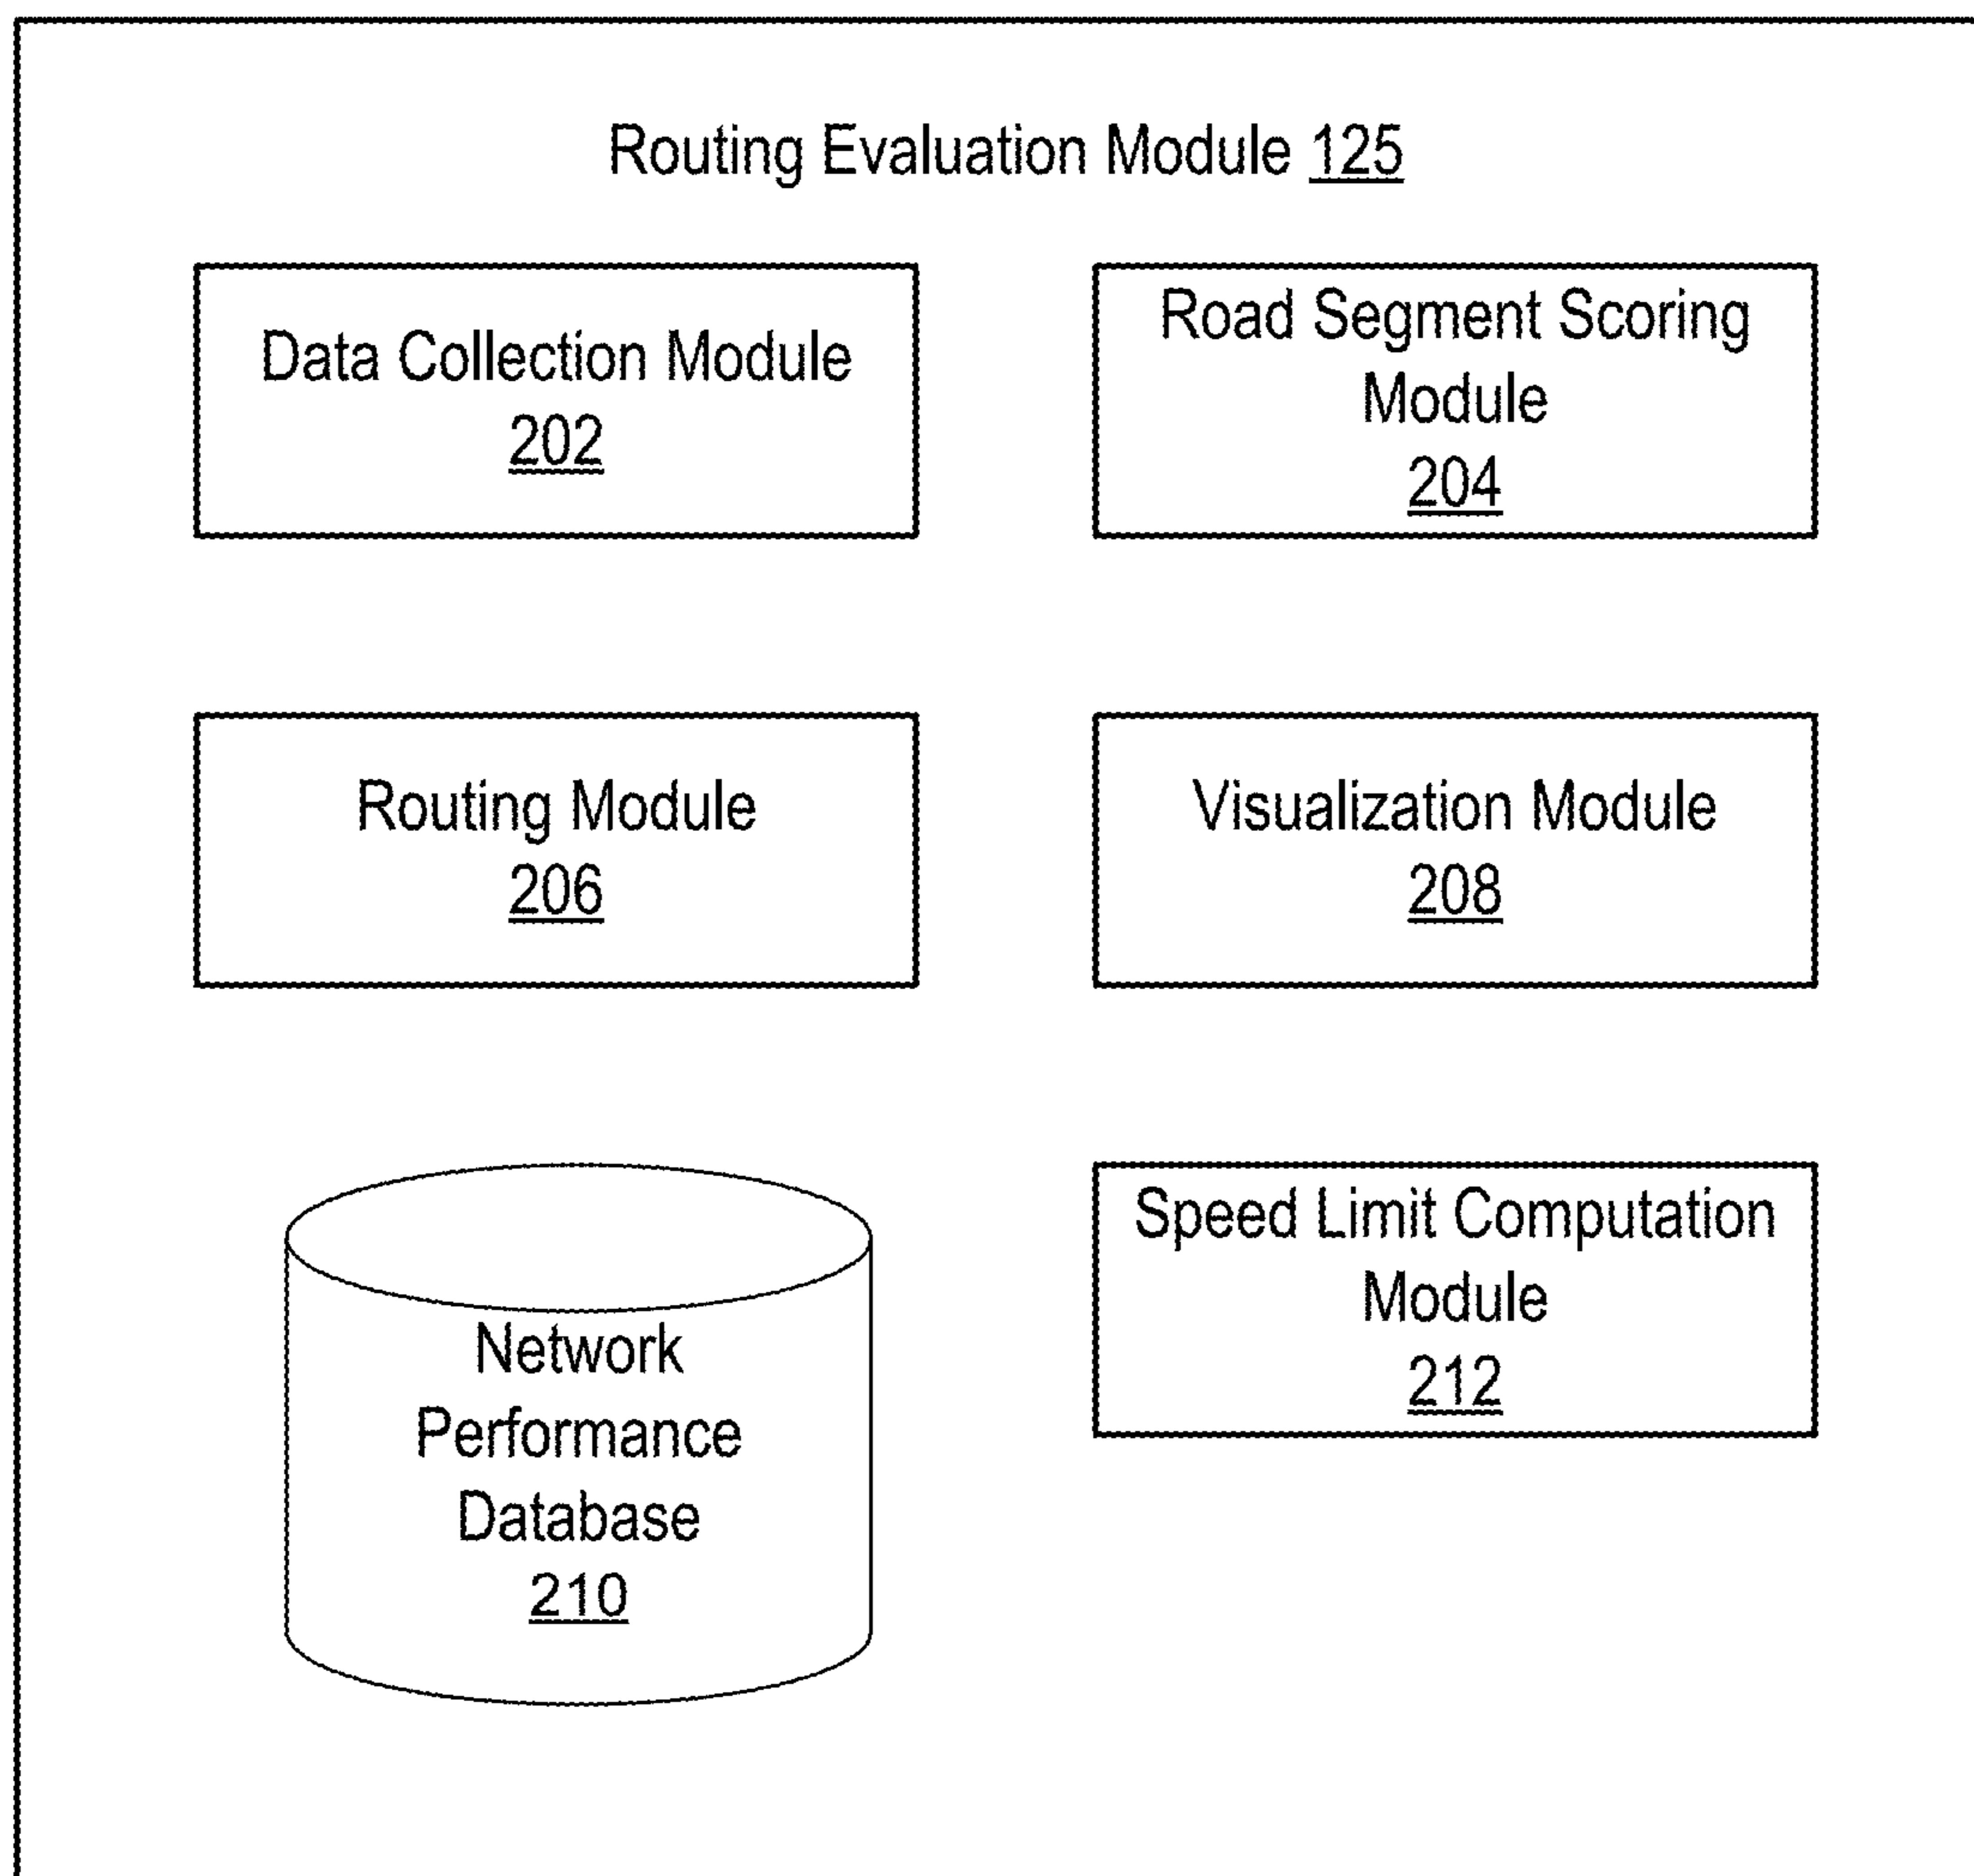 Routing Evaluation Module 125
Data Collection Module
202
Road Segment Scoring
Module
204
Routing Module
206
Visualization Module
208
Network
Performance
Database
210
Speed Limit Computation
Module
212